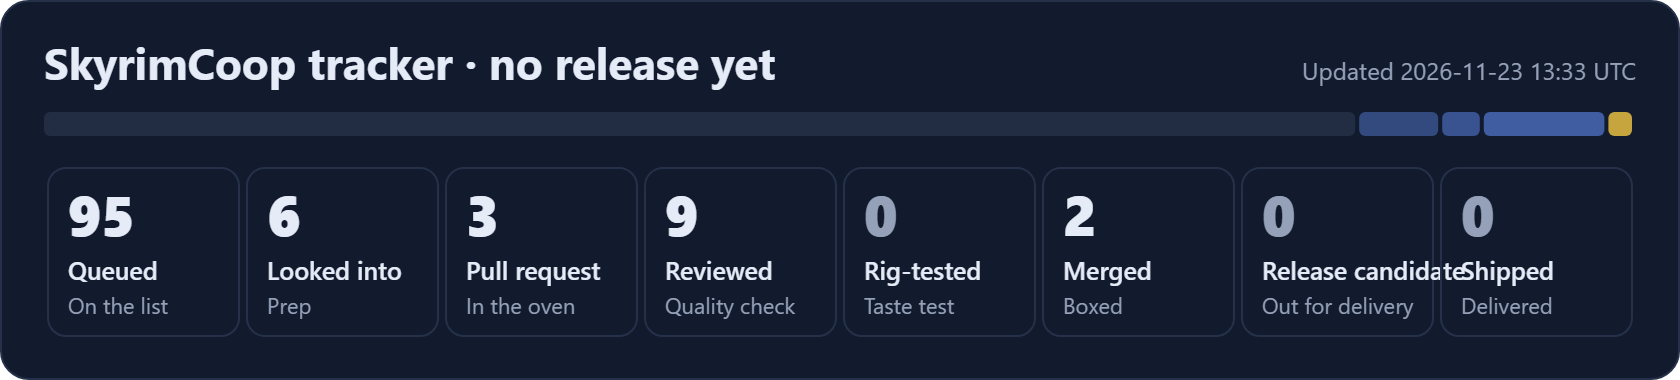 SkyrimCoop tracker · no release yet
Updated 2026-11-23 13:33 UTC
95
Queued
On the list
6
Looked into
Prep
3
Pull request
In the oven
9
Reviewed
Quality check
0
Rig-tested
Taste test
2
Merged
Boxed
0
Release candidate
Out for delivery
0
Shipped
Delivered